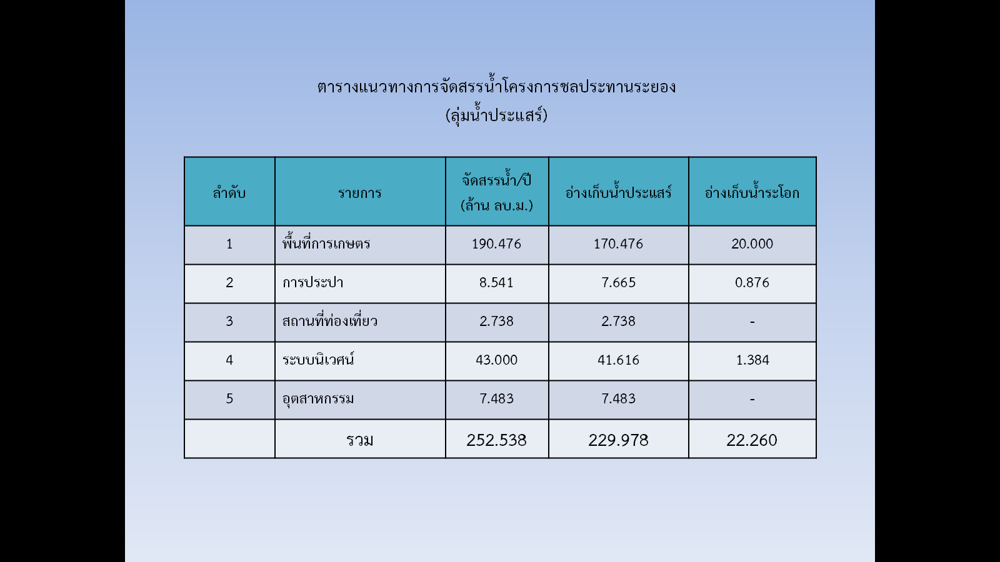 ตารางแนวทางการจัดสรรน้ำโครงการชลประทานระยอง
(ลุ่มน้ำประแสร์)
ลำดับ รายการ จัดสรรน้ำ/ปี (ล้าน ลบ.ม.) อ่างเก็บน้ำประแสร์ อ่างเก็บน้ำระโอก
1 พื้นที่การเกษตร 190.476 170.476 20.000
2 การประปา 8.541 7.665 0.876
3 สถานที่ท่องเที่ยว 2.738 2.738 -
4 ระบบนิเวศน์ 43.000 41.616 1.384
5 อุตสาหกรรม 7.483 7.483 -
รวม 252.538 229.978 22.260